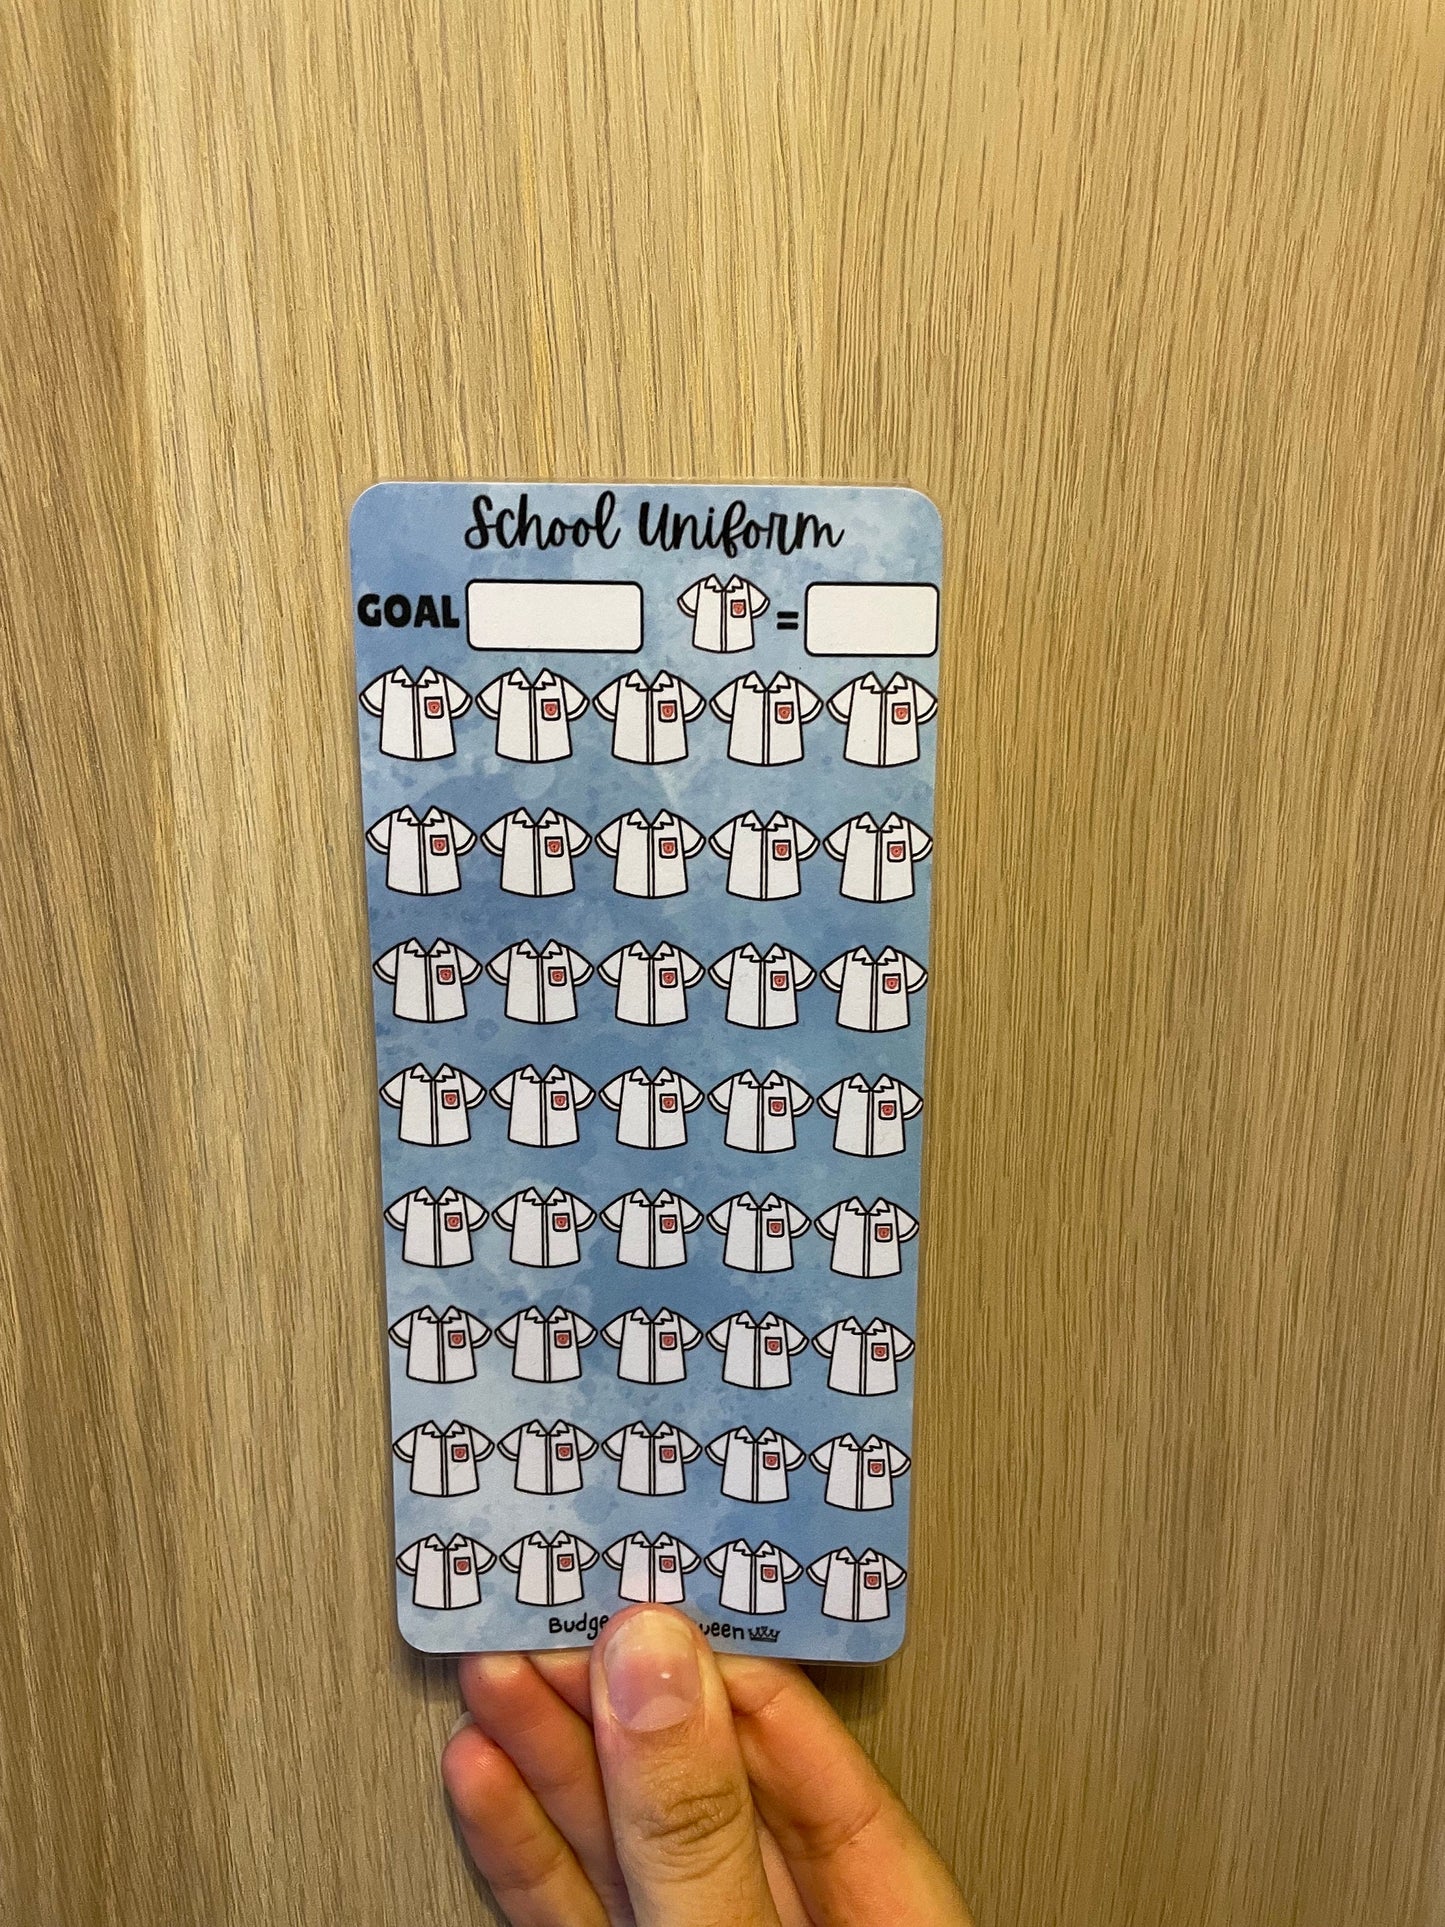 School Uniform
GOAL =